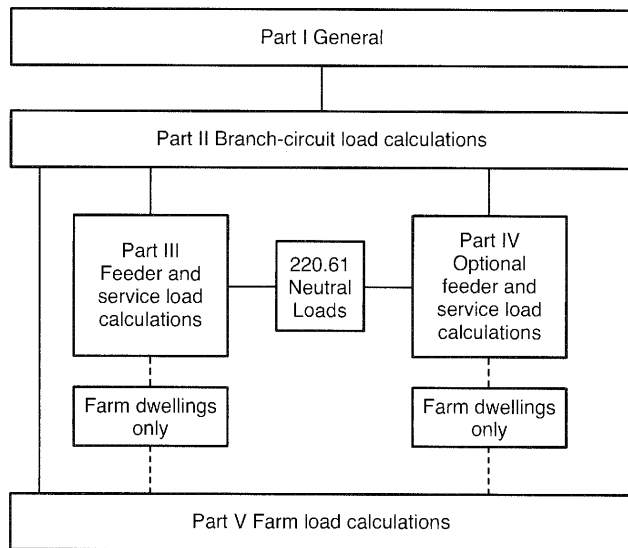 Part I General
Part II Branch-circuit load calculations
Part III
Feeder and
service load
calculations
220.61
Neutral
Loads
Part IV
Optional
feeder and
service load
calculations
Farm dwellings
only
Farm dwellings
only
Part V Farm load calculations